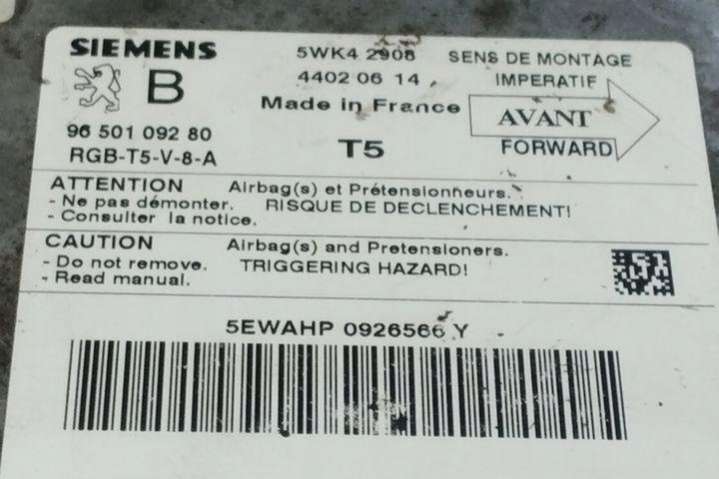 SIEMENS
5WK4 2908
SENS DE MONTAGE
B
4402 06 14
IMPERATIF
Made in France
AVANT
96 501 092 80
T5
FORWARD
RGB-T5-V-8-A
ATTENTION Airbag(s) et Prétensionneurs.
- Ne pas démonter. RISQUE DE DECLENCHEMENT!
- Consulter la notice.
CAUTION Airbag(s) and Pretensioners.
- Do not remove. TRIGGERING HAZARD!
- Read manual.
5EWAHP 0926566 Y